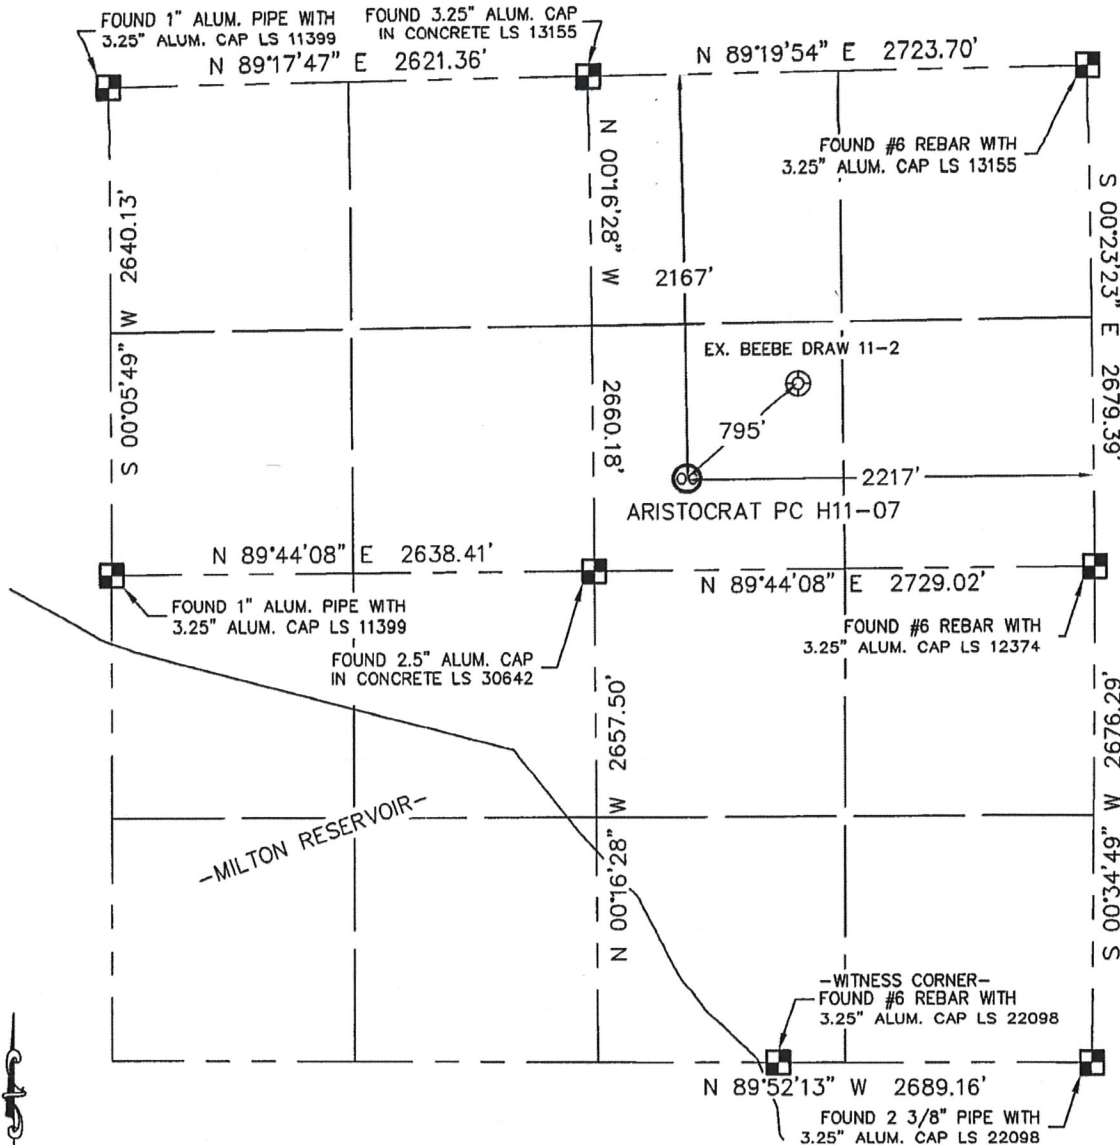 FOUND 1" ALUM. PIPE WITH
3.25" ALUM. CAP LS 11399
FOUND 3.25" ALUM. CAP
IN CONCRETE LS 13155
N 89°17'47" E 2621.36'
N 89°19'54" E 2723.70'
FOUND #6 REBAR WITH
3.25" ALUM. CAP LS 13155
S 00°05'49" W 2640.13'
N 00°16'28" W 2660.18'
S 00°23'23" E 2679.39'
2167'
EX. BEEBE DRAW 11-2
795'
2217'
ARISTOCRAT PC H11-07
N 89°44'08" E 2638.41'
N 89°44'08" E 2729.02'
FOUND 1" ALUM. PIPE WITH
3.25" ALUM. CAP LS 11399
FOUND 2.5" ALUM. CAP
IN CONCRETE LS 30642
FOUND #6 REBAR WITH
3.25" ALUM. CAP LS 12374
N 00°16'28" W 2657.50'
S 00°34'49" W 2676.29'
-MILTON RESERVOIR-
-WITNESS CORNER-
FOUND #6 REBAR WITH
3.25" ALUM. CAP LS 22098
N 89°52'13" W 2689.16'
FOUND 2 3/8" PIPE WITH
3.25" ALUM. CAP LS 22098